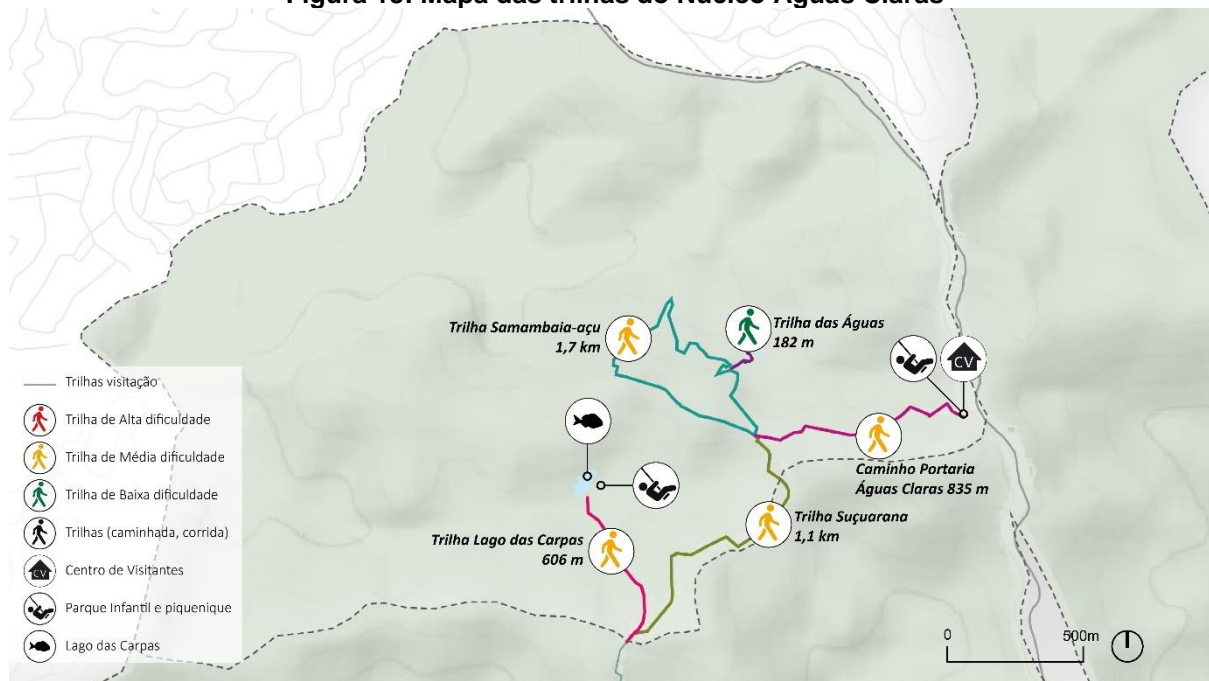 Figura 15. Mapa das trilhas do Núcleo Águas Claras
Trilha Samambaia-açu
1,7 km
Trilha das Águas
182 m
CV
Caminho Portaria
Águas Claras 835 m
Trilha Suçuarana
1,1 km
Trilha Lago das Carpas
606 m
Trilhas visitação
Trilha de Alta dificuldade
Trilha de Média dificuldade
Trilha de Baixa dificuldade
Trilhas (caminhada, corrida)
CV
Centro de Visitantes
Parque Infantil e piquenique
Lago das Carpas
0
500m